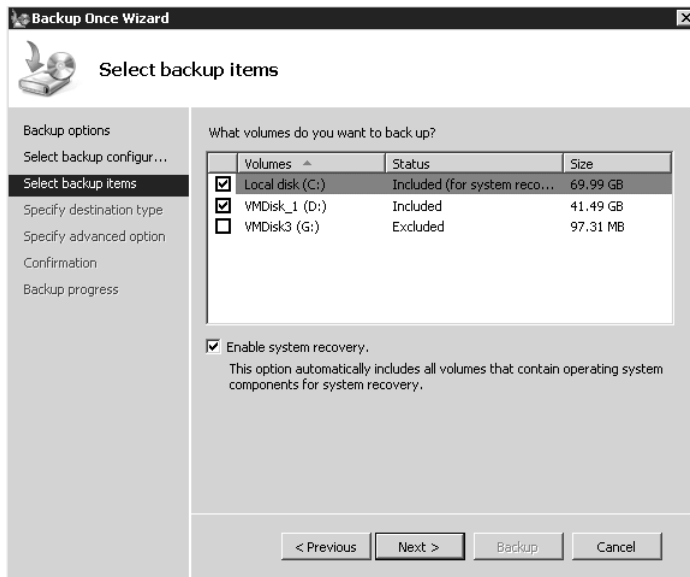 Backup Once Wizard
Select backup items
Backup options
Select backup configur...
Select backup items
Specify destination type
Specify advanced option
Confirmation
Backup progress
What volumes do you want to back up?
Volumes Status Size
Local disk (C:) Included (for system reco... 69.99 GB
VMDisk_1 (D:) Included 41.49 GB
VMDisk3 (G:) Excluded 97.31 MB
Enable system recovery.
This option automatically includes all volumes that contain operating system
components for system recovery.
< Previous Next > Backup Cancel